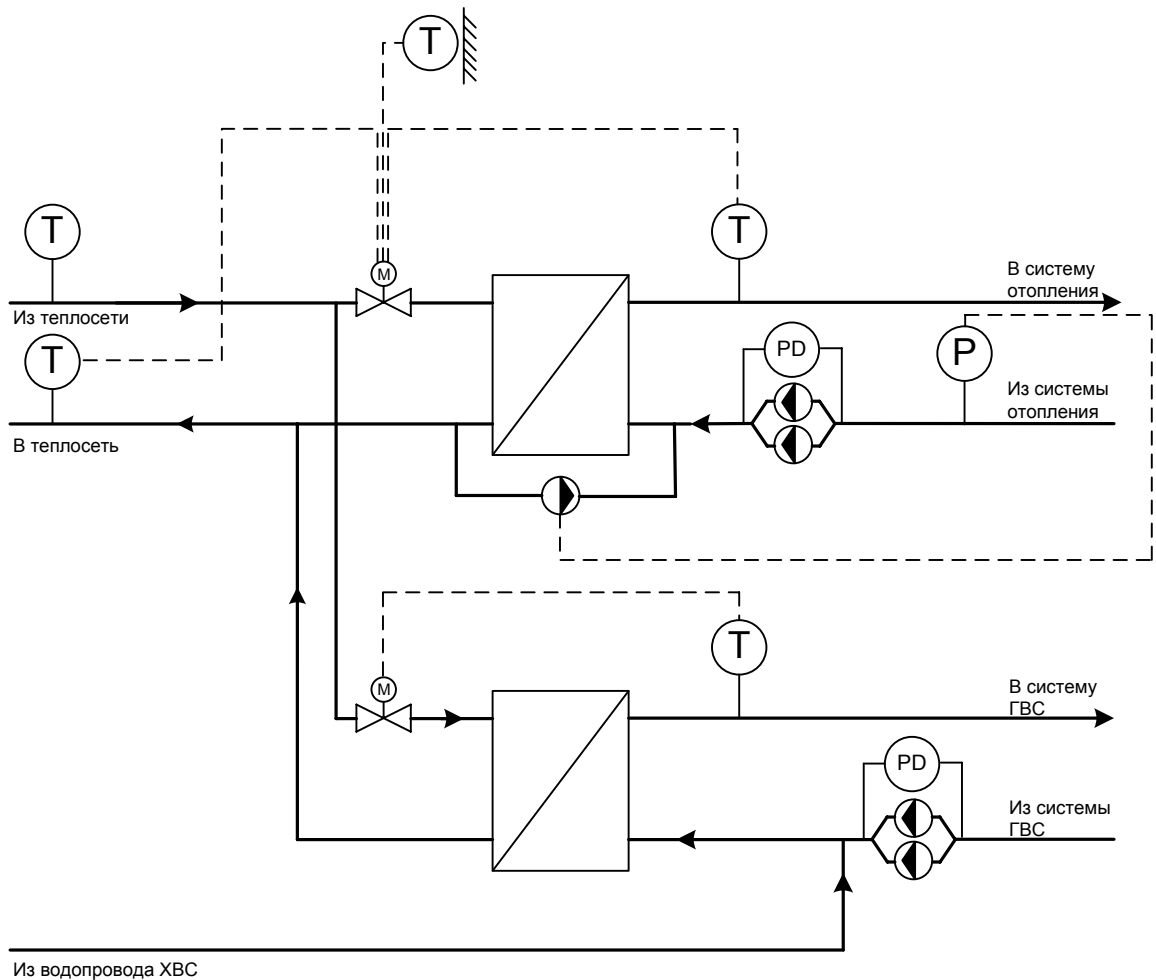 T
T
T
M
В систему
отопления
Из теплосети
T
PD
P
Из системы
отопления
В теплосеть
T
M
В систему
ГВС
PD
Из системы
ГВС
Из водопровода ХВС